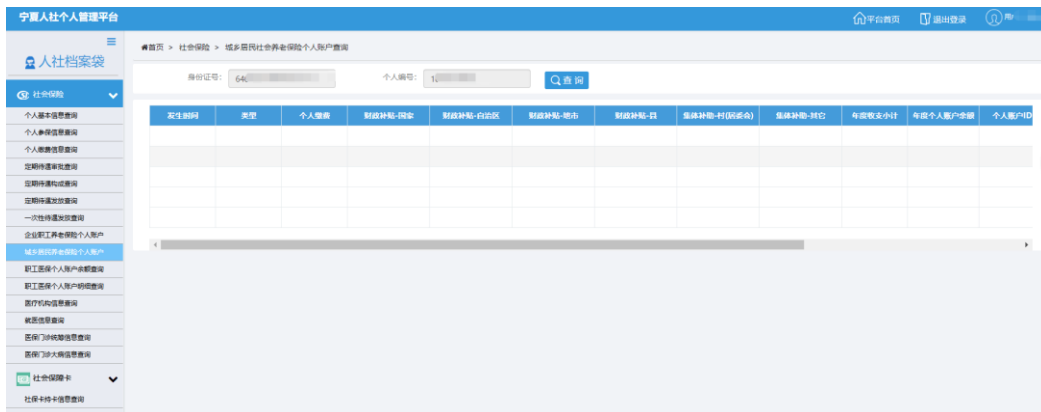 宁夏人社个人管理平台 平台首页 退出登录
人社档案袋
首页 > 社会保险 > 城乡居民社会养老保险个人账户查询
身份证号： 64 个人编号： 1 查 询
社会保险
发生时间 类型 个人缴费 财政补贴-国家 财政补贴-自治区 财政补贴-地市 财政补贴-县 集体补助-村(居委会) 集体补助-其它 年度收支小计 年度个人账户余额 个人账户ID
个人基本信息查询
个人参保信息查询
个人缴费信息查询
定期待遇审批查询
定期待遇构成查询
定期待遇发放查询
一次性待遇发放查询
企业职工养老保险个人账户
城乡居民养老保险个人账户
职工医保个人账户余额查询
职工医保个人账户明细查询
医疗机构信息查询
就医信息查询
医保门诊统筹信息查询
医保门诊大病信息查询
社会保障卡
社保卡持卡信息查询